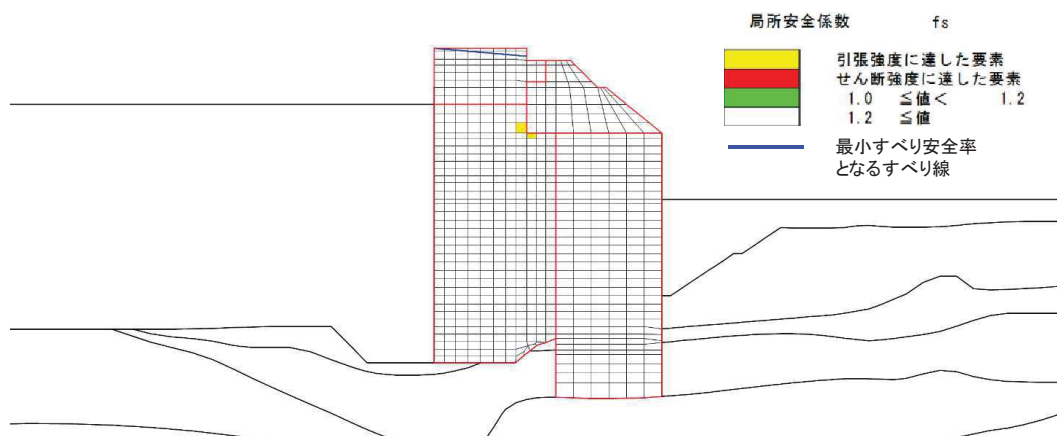 局所安全係数 fs
引張強度に達した要素
せん断強度に達した要素
1.0 ≦値< 1.2
1.2 ≦値
最小すべり安全率
となるすべり線